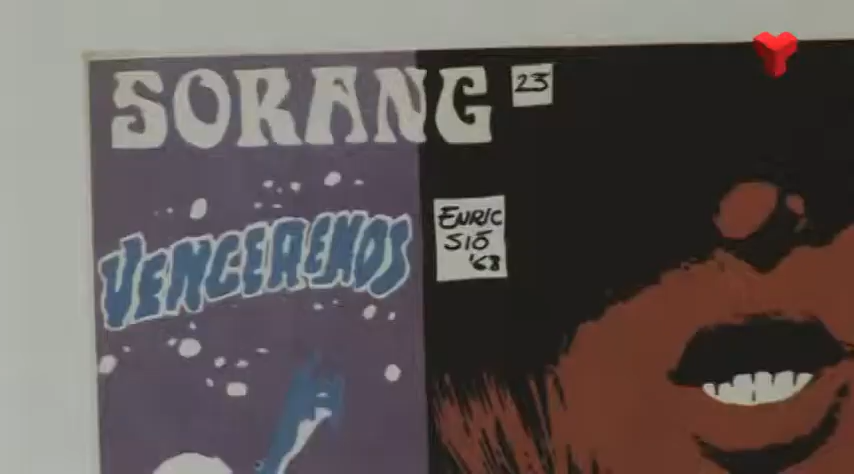 SORANG
23
VENCEREMOS
ENRIC
SIÓ
'68